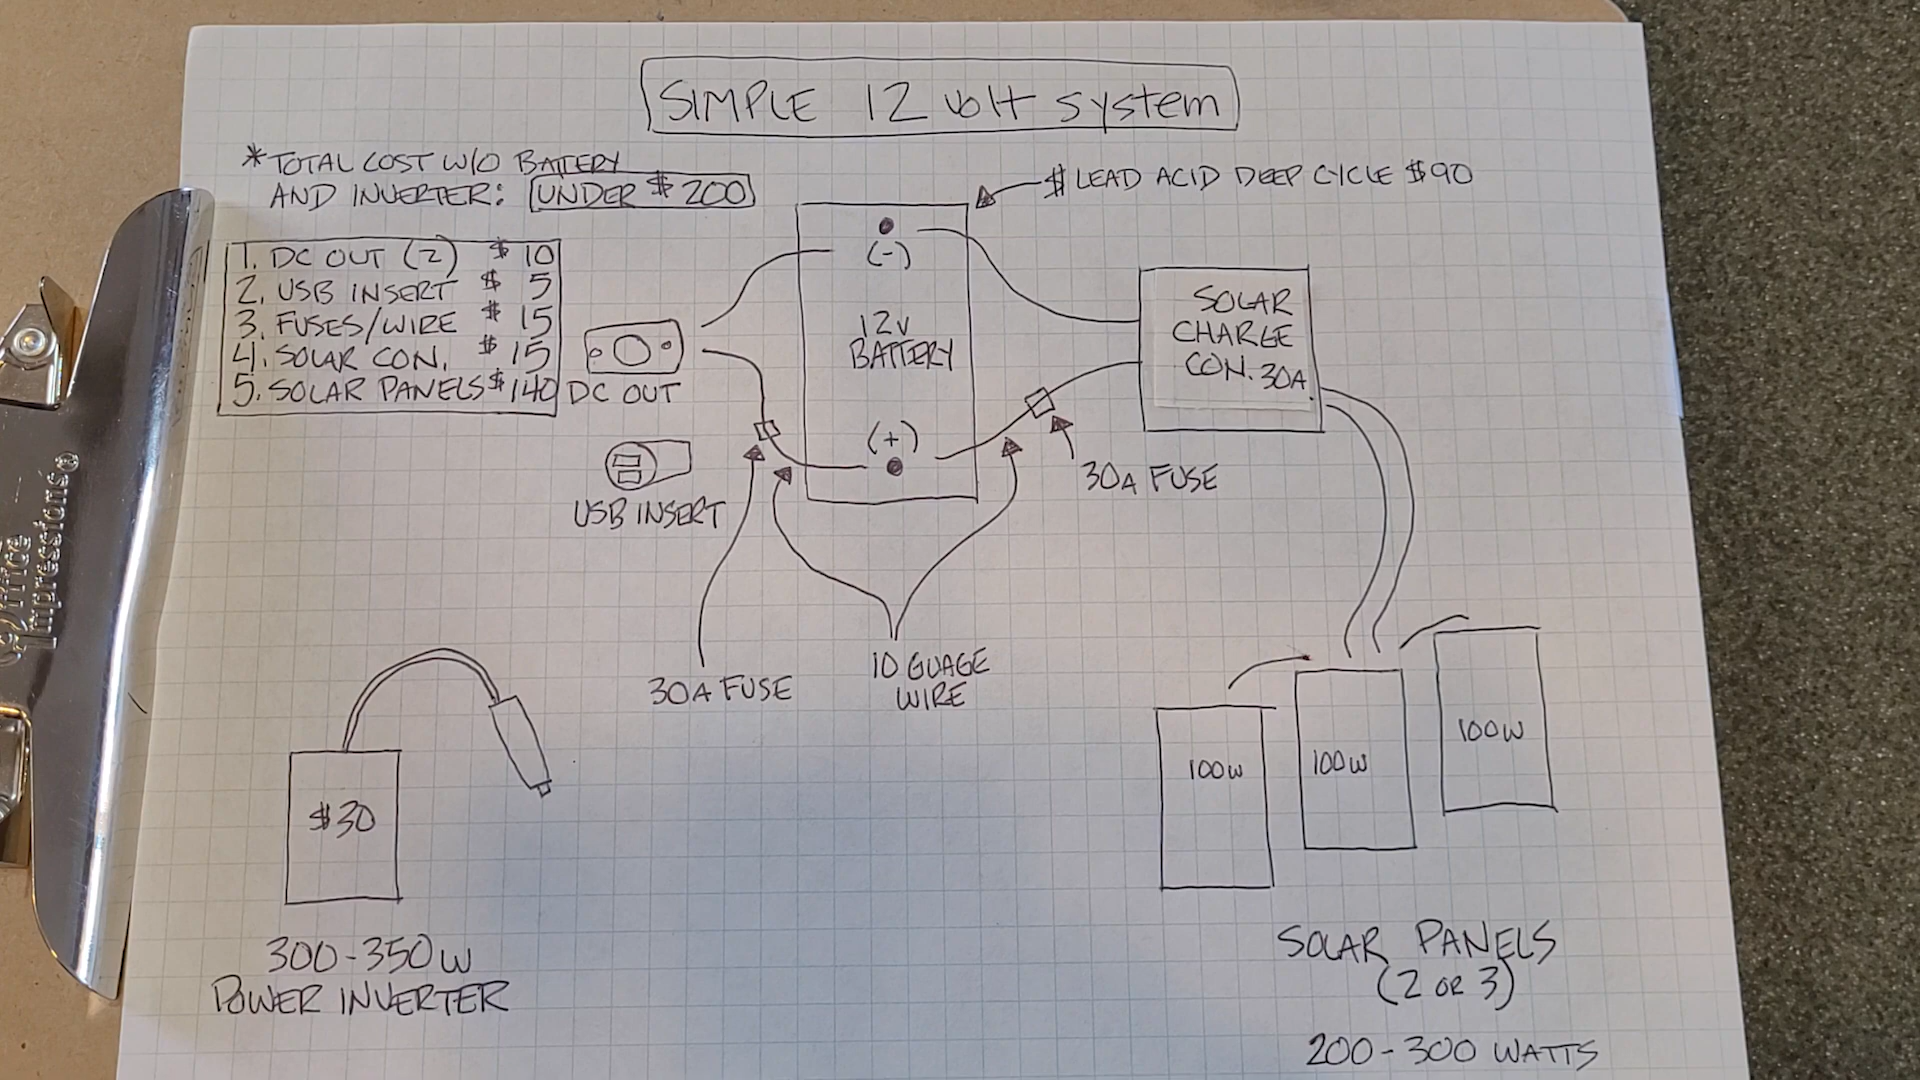 SIMPLE 12 volt system
*TOTAL COST W/O BATTERY
AND INVERTER: UNDER $200
$ LEAD ACID DEEP CYCLE $90
1. DC OUT (2) $10
2. USB INSERT $ 5
3. FUSES/WIRE $ 15
4. SOLAR CON. $ 15
5. SOLAR PANELS $140
DC OUT
USB INSERT
(-)
12V
BATTERY
(+)
SOLAR
CHARGE
CON. 30A
30A FUSE
30A FUSE
10 GUAGE
WIRE
$30
300-350W
POWER INVERTER
100W
100W
100W
SOLAR PANELS
(2 OR 3)
200-300 WATTS
Office
Impressions®